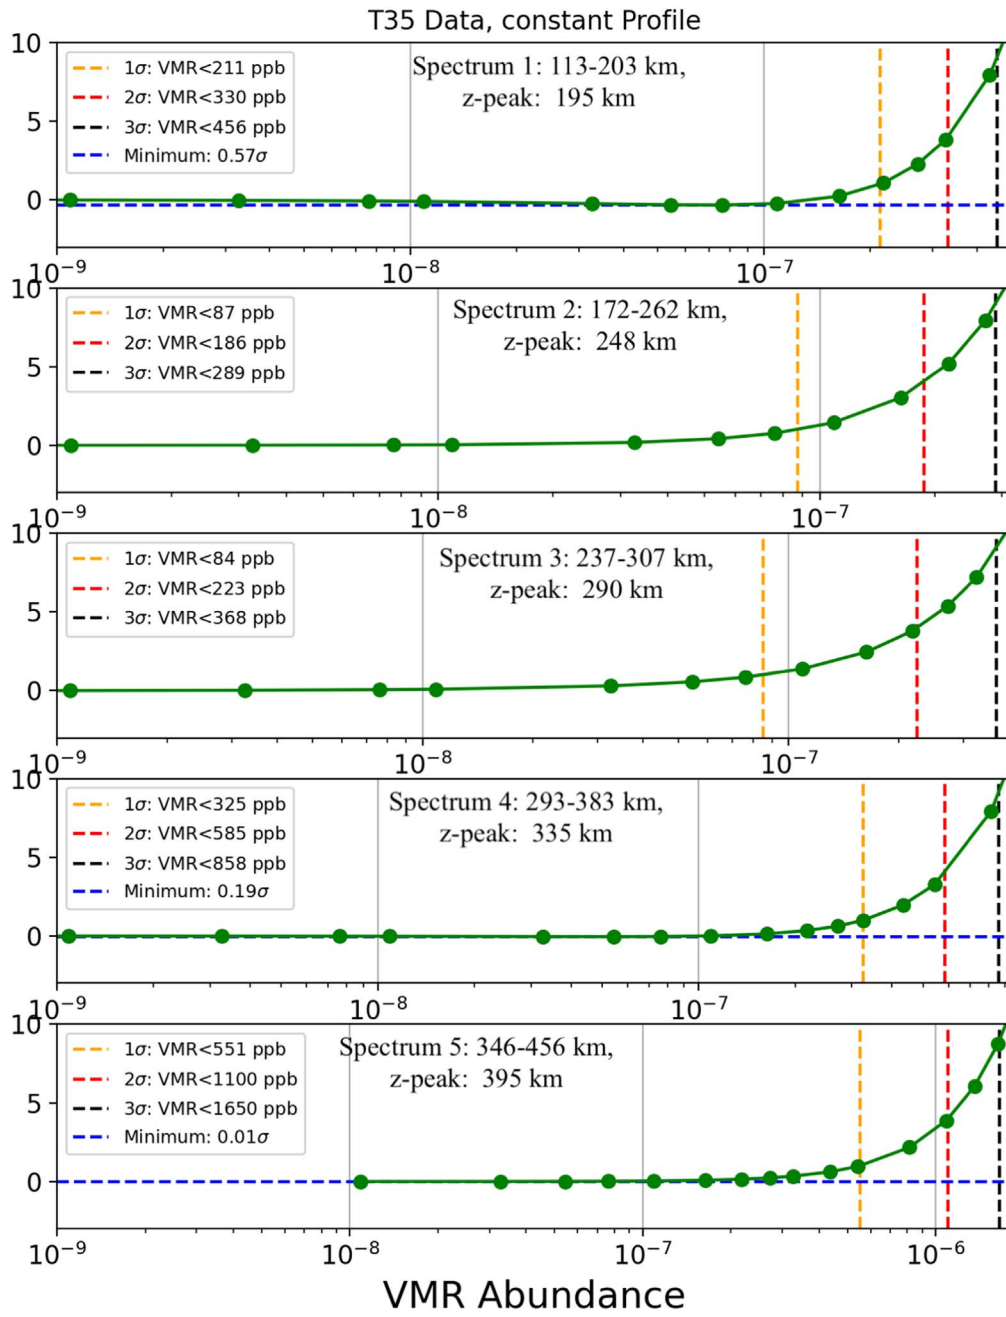 T35 Data, constant Profile
10
5
0
1σ: VMR<211 ppb
2σ: VMR<330 ppb
3σ: VMR<456 ppb
Minimum: 0.57σ
Spectrum 1: 113-203 km,
z-peak: 195 km
10⁻⁹ 10⁻⁸ 10⁻⁷
10
5
0
1σ: VMR<87 ppb
2σ: VMR<186 ppb
3σ: VMR<289 ppb
Spectrum 2: 172-262 km,
z-peak: 248 km
10⁻⁹ 10⁻⁸ 10⁻⁷
10
5
0
1σ: VMR<84 ppb
2σ: VMR<223 ppb
3σ: VMR<368 ppb
Spectrum 3: 237-307 km,
z-peak: 290 km
10⁻⁹ 10⁻⁸ 10⁻⁷
10
5
0
1σ: VMR<325 ppb
2σ: VMR<585 ppb
3σ: VMR<858 ppb
Minimum: 0.19σ
Spectrum 4: 293-383 km,
z-peak: 335 km
10⁻⁹ 10⁻⁸ 10⁻⁷
10
5
0
1σ: VMR<551 ppb
2σ: VMR<1100 ppb
3σ: VMR<1650 ppb
Minimum: 0.01σ
Spectrum 5: 346-456 km,
z-peak: 395 km
10⁻⁹ 10⁻⁸ 10⁻⁷ 10⁻⁶
VMR Abundance